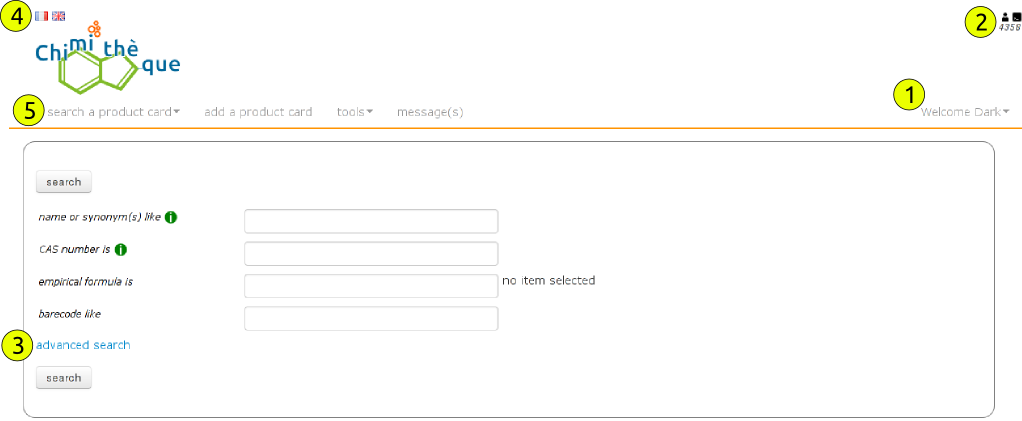 4
2
4356
Chimithèque
1
5 search a product card add a product card tools message(s) Welcome Dark
search
name or synonym(s) like i
CAS number is i
empirical formula is no item selected
barecode like
3 advanced search
search